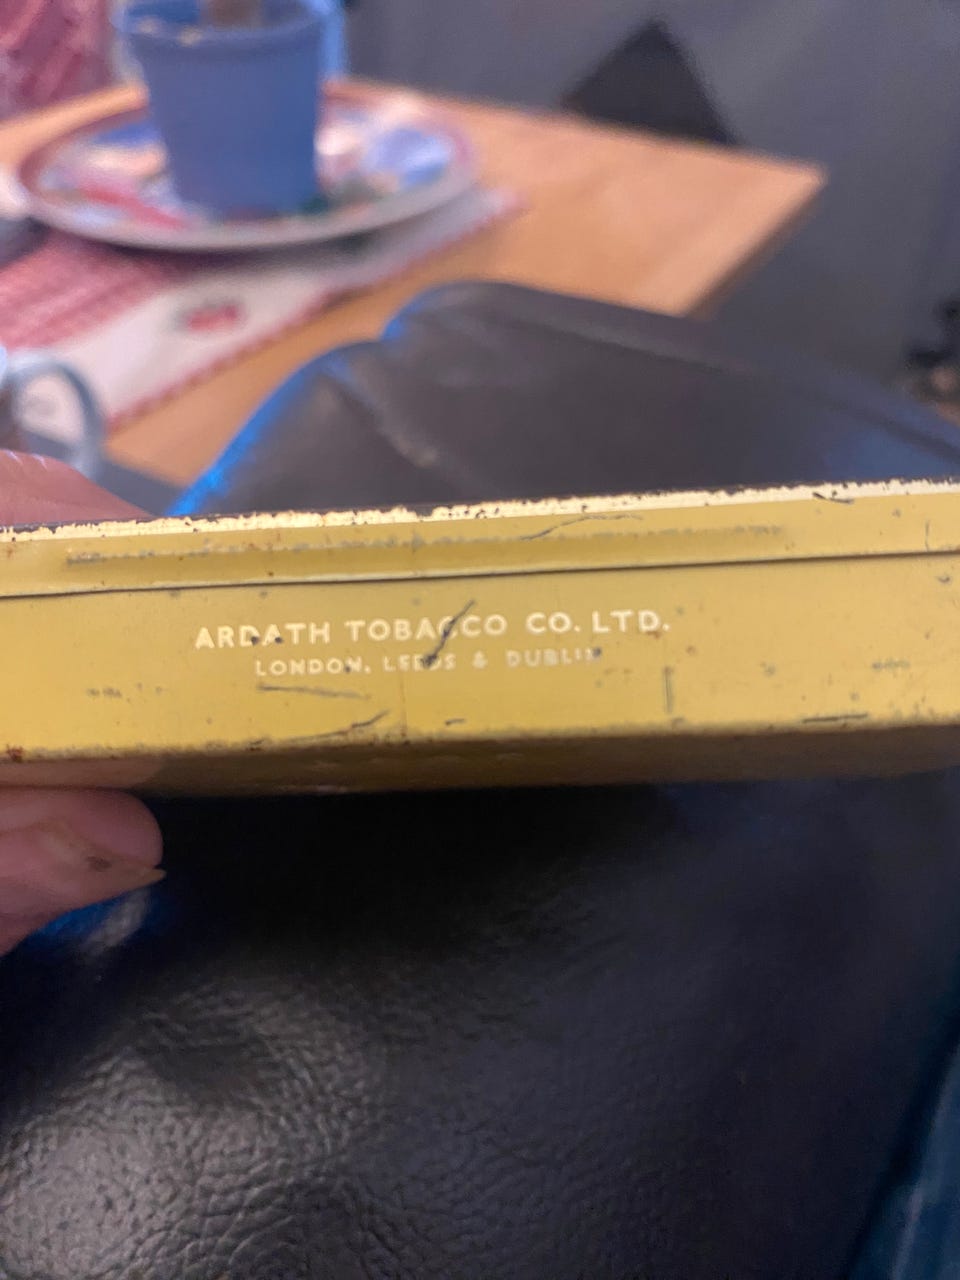 ARDATH TOBACCO CO. LTD.
LONDON, LEEDS & DUBLIN